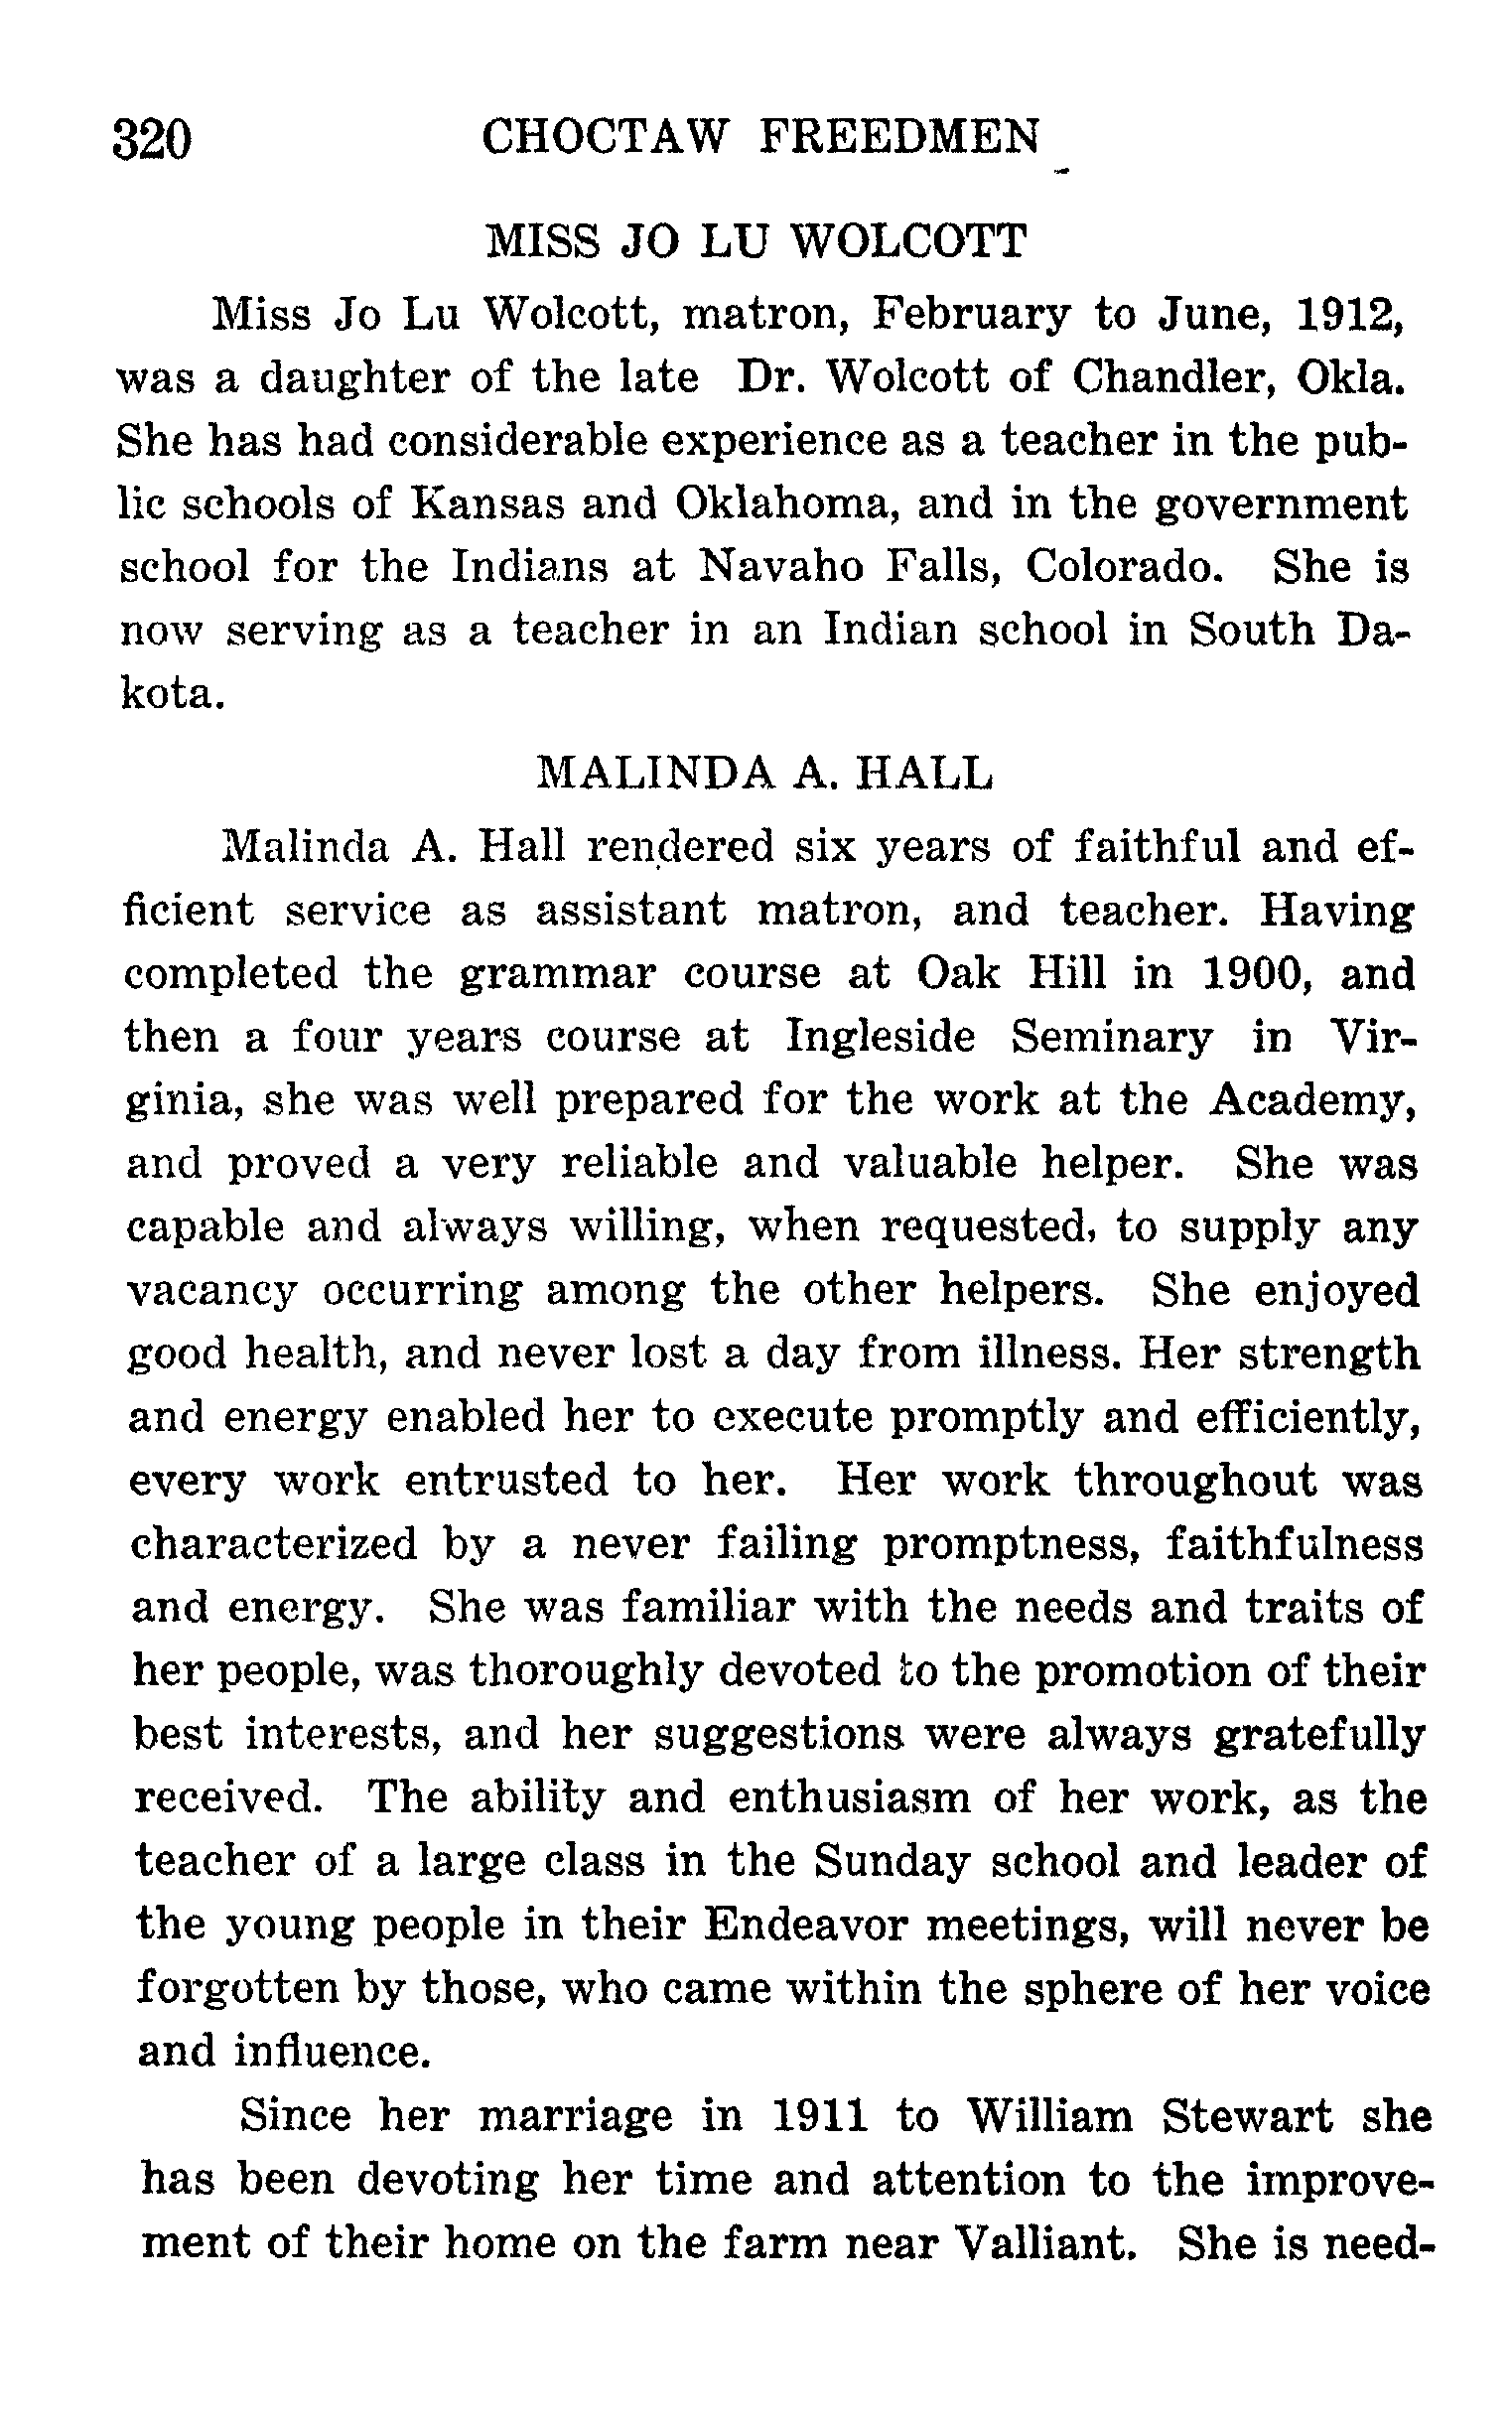 320 CHOCTAW FREEDMEN
MISS JO LU WOLCOTT
Miss Jo Lu Wolcott, matron, February to June, 1912,
was a daughter of the late Dr. Wolcott of Chandler, Okla.
She has had considerable experience as a teacher in the pub-
lic schools of Kansas and Oklahoma, and in the government
school for the Indians at Navaho Falls, Colorado. She is
now serving as a teacher in an Indian school in South Da-
kota.
MALINDA A. HALL
Malinda A. Hall rendered six years of faithful and ef-
ficient service as assistant matron, and teacher. Having
completed the grammar course at Oak Hill in 1900, and
then a four years course at Ingleside Seminary in Vir-
ginia, she was well prepared for the work at the Academy,
and proved a very reliable and valuable helper. She was
capable and always willing, when requested, to supply any
vacancy occurring among the other helpers. She enjoyed
good health, and never lost a day from illness. Her strength
and energy enabled her to execute promptly and efficiently,
every work entrusted to her. Her work throughout was
characterized by a never failing promptness, faithfulness
and energy. She was familiar with the needs and traits of
her people, was thoroughly devoted to the promotion of their
best interests, and her suggestions were always gratefully
received. The ability and enthusiasm of her work, as the
teacher of a large class in the Sunday school and leader of
the young people in their Endeavor meetings, will never be
forgotten by those, who came within the sphere of her voice
and influence.
Since her marriage in 1911 to William Stewart she
has been devoting her time and attention to the improve-
ment of their home on the farm near Valliant. She is need-